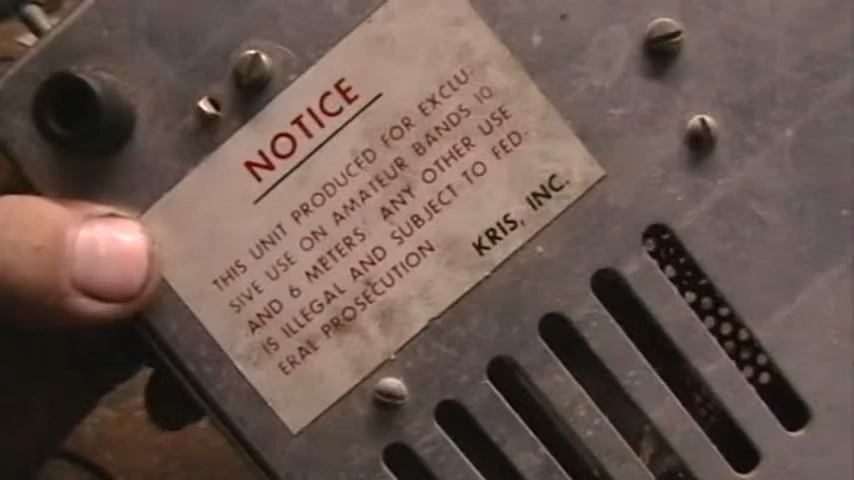 NOTICE
THIS UNIT PRODUCED FOR EXCLU-
SIVE USE ON AMATEUR BANDS 10
AND 6 METERS. ANY OTHER USE
IS ILLEGAL AND SUBJECT TO FED-
ERAL PROSECUTION
KRIS, INC.